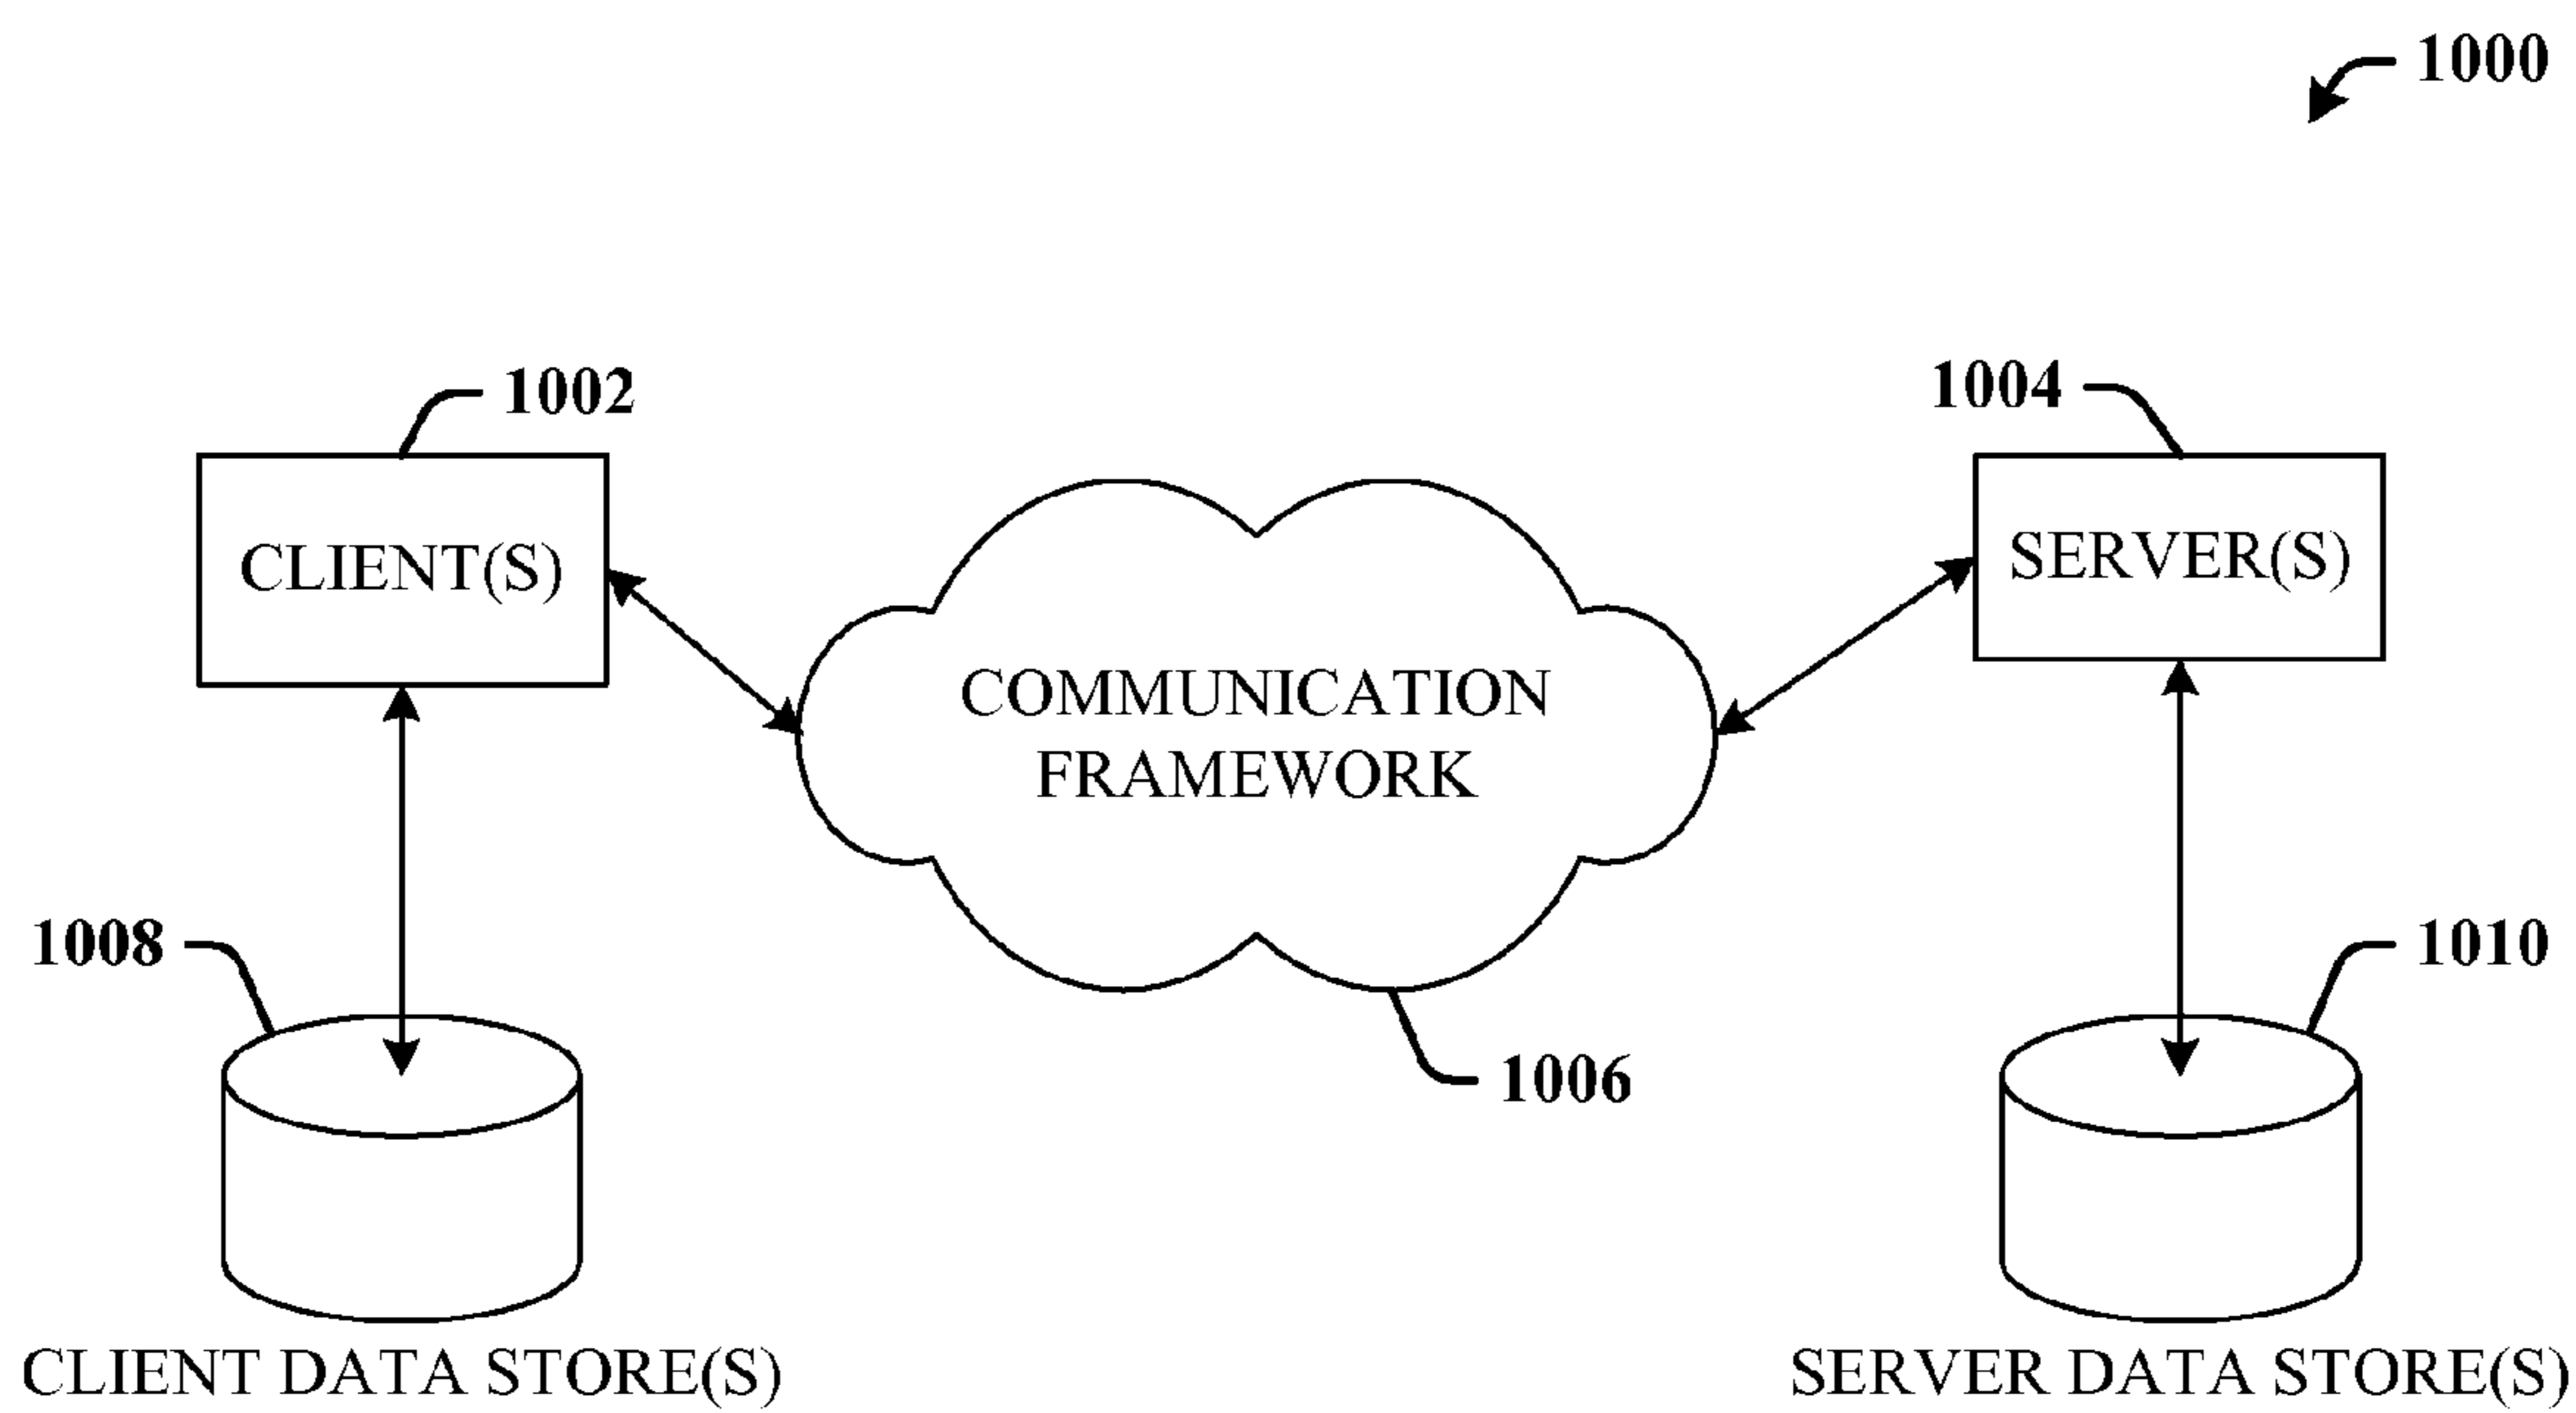 1000
1002
1004
CLIENT(S)
SERVER(S)
COMMUNICATION
FRAMEWORK
1008
1010
1006
CLIENT DATA STORE(S)
SERVER DATA STORE(S)